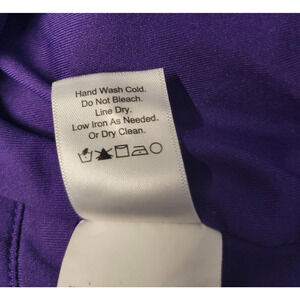 Hand Wash Cold.
Do Not Bleach.
Line Dry.
Low Iron As Needed.
Or Dry Clean.